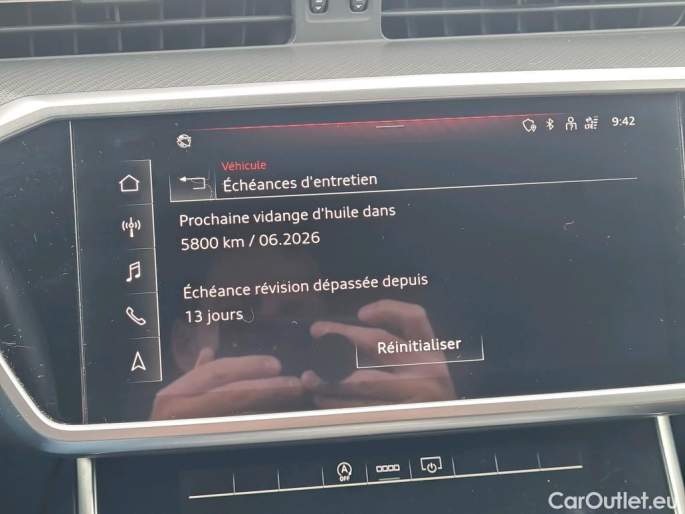 9:42
Véhicule
Échéances d'entretien
Prochaine vidange d'huile dans
5800 km / 06.2026
Échéance révision dépassée depuis
13 jours
Réinitialiser
A
OFF
CarOutlet.eu